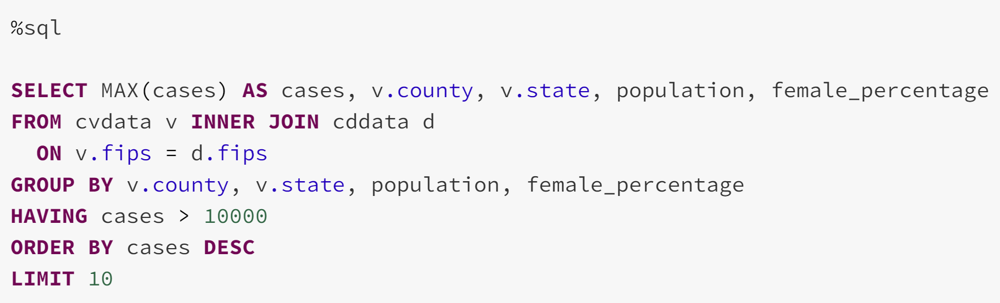 %sql
SELECT MAX(cases) AS cases, v.county, v.state, population, female_percentage
FROM cvdata v INNER JOIN cddata d
  ON v.fips = d.fips
GROUP BY v.county, v.state, population, female_percentage
HAVING cases > 10000
ORDER BY cases DESC
LIMIT 10